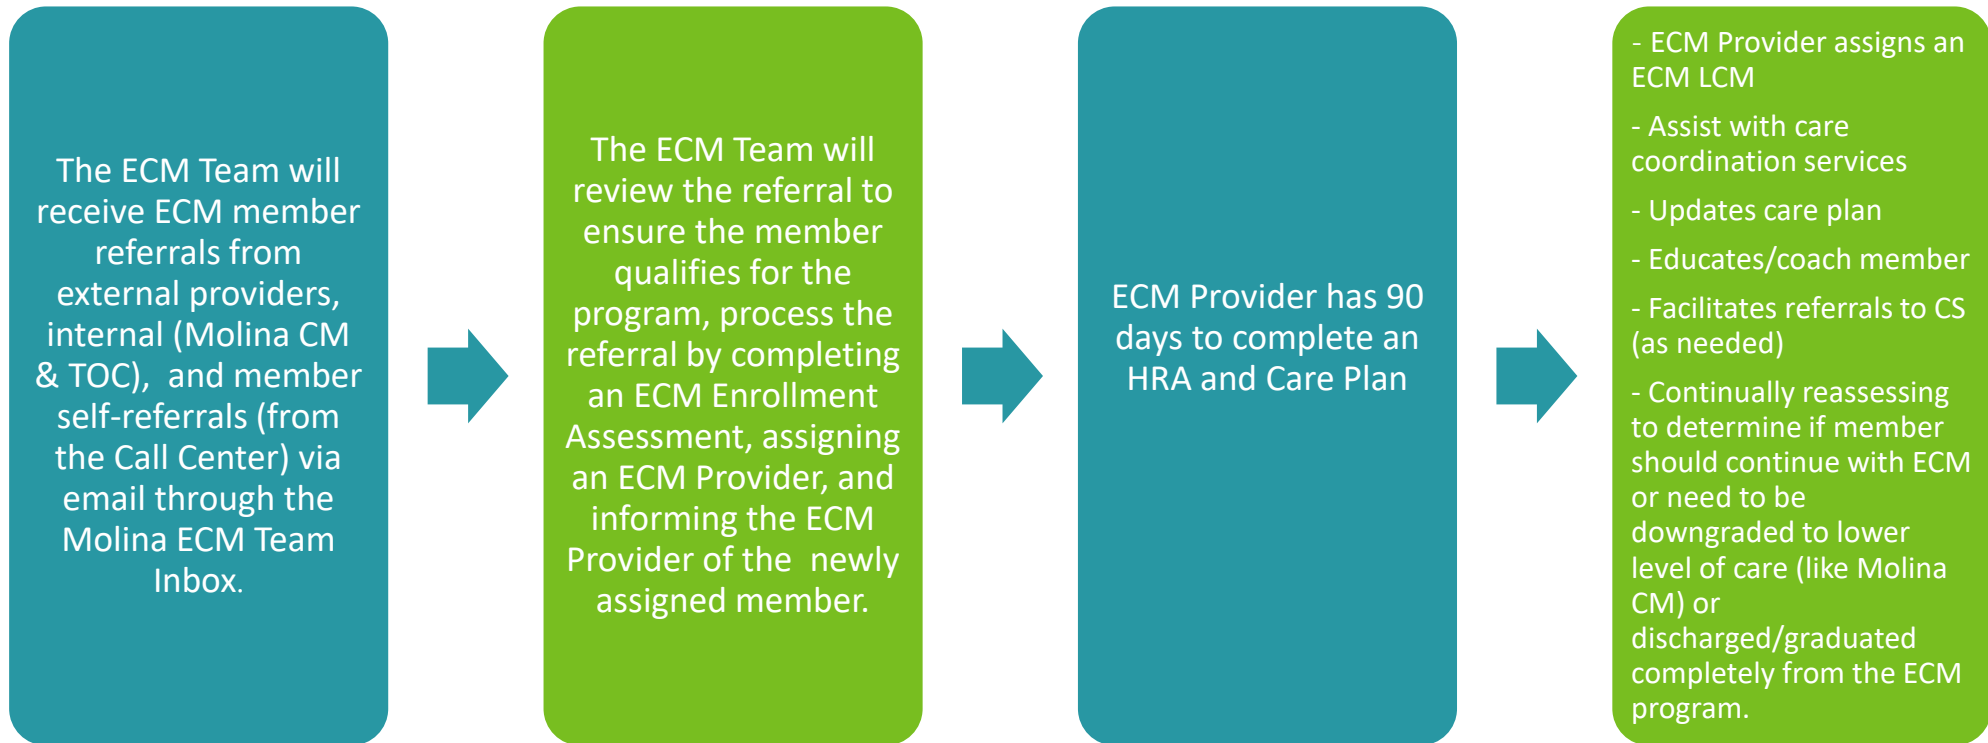 The ECM Team will
receive ECM member
referrals from
external providers,
internal (Molina CM
& TOC),  and member
self-referrals (from
the Call Center) via
email through the
Molina ECM Team
Inbox.
The ECM Team will
review the referral to
ensure the member
qualifies for the
program, process the
referral by completing
an ECM Enrollment
Assessment, assigning
an ECM Provider, and
informing the ECM
Provider of the  newly
assigned member.
ECM Provider has 90
days to complete an
HRA and Care Plan
- ECM Provider assigns an
ECM LCM
- Assist with care
coordination services
- Updates care plan
- Educates/coach member
- Facilitates referrals to CS
(as needed)
- Continually reassessing
to determine if member
should continue with ECM
or need to be
downgraded to lower
level of care (like Molina
CM) or
discharged/graduated
completely from the ECM
program.